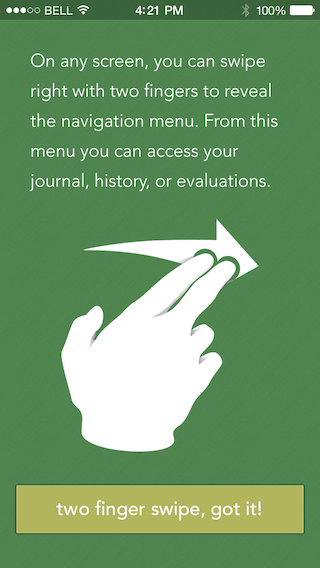 BELL 4:21 PM 100%
On any screen, you can swipe
right with two fingers to reveal
the navigation menu. From this
menu you can access your
journal, history, or evaluations.
two finger swipe, got it!